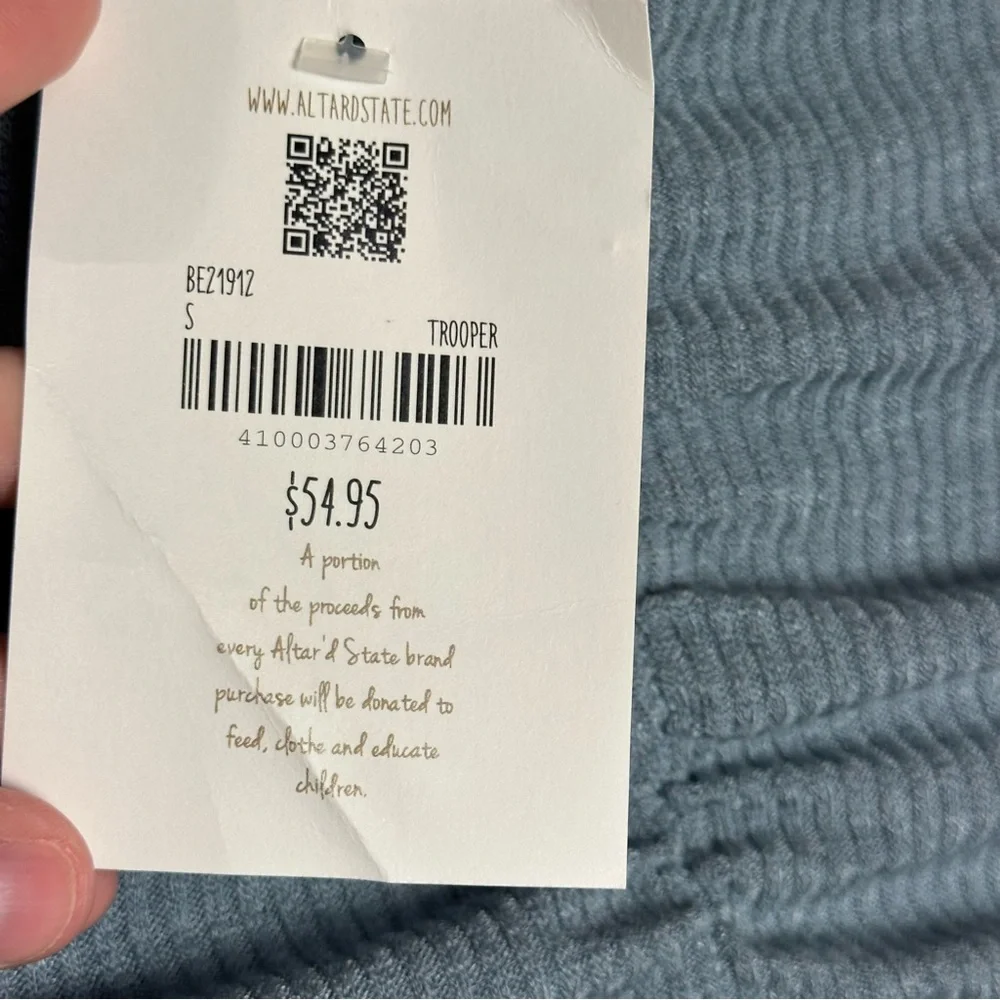 WWW.ALTARDSTATE.COM
BE21912
S
TROOPER
410003764203
$54.95
A portion
of the proceeds from
every Altar'd State brand
purchase will be donated to
feed, clothe and educate
children.